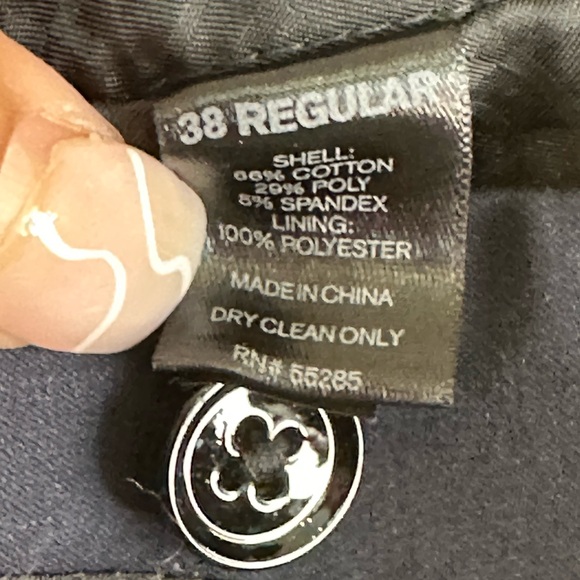 38 REGULAR
SHELL:
66% COTTON
29% POLY
5% SPANDEX
LINING:
100% POLYESTER
MADE IN CHINA
DRY CLEAN ONLY
RN# 55285